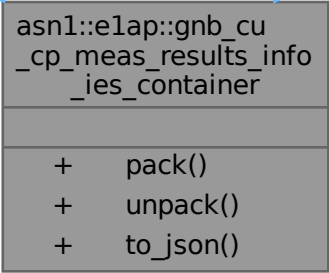 asn1::e1ap::gnb_cu
_cp_meas_results_info
_ies_container
+ pack()
+ unpack()
+ to_json()